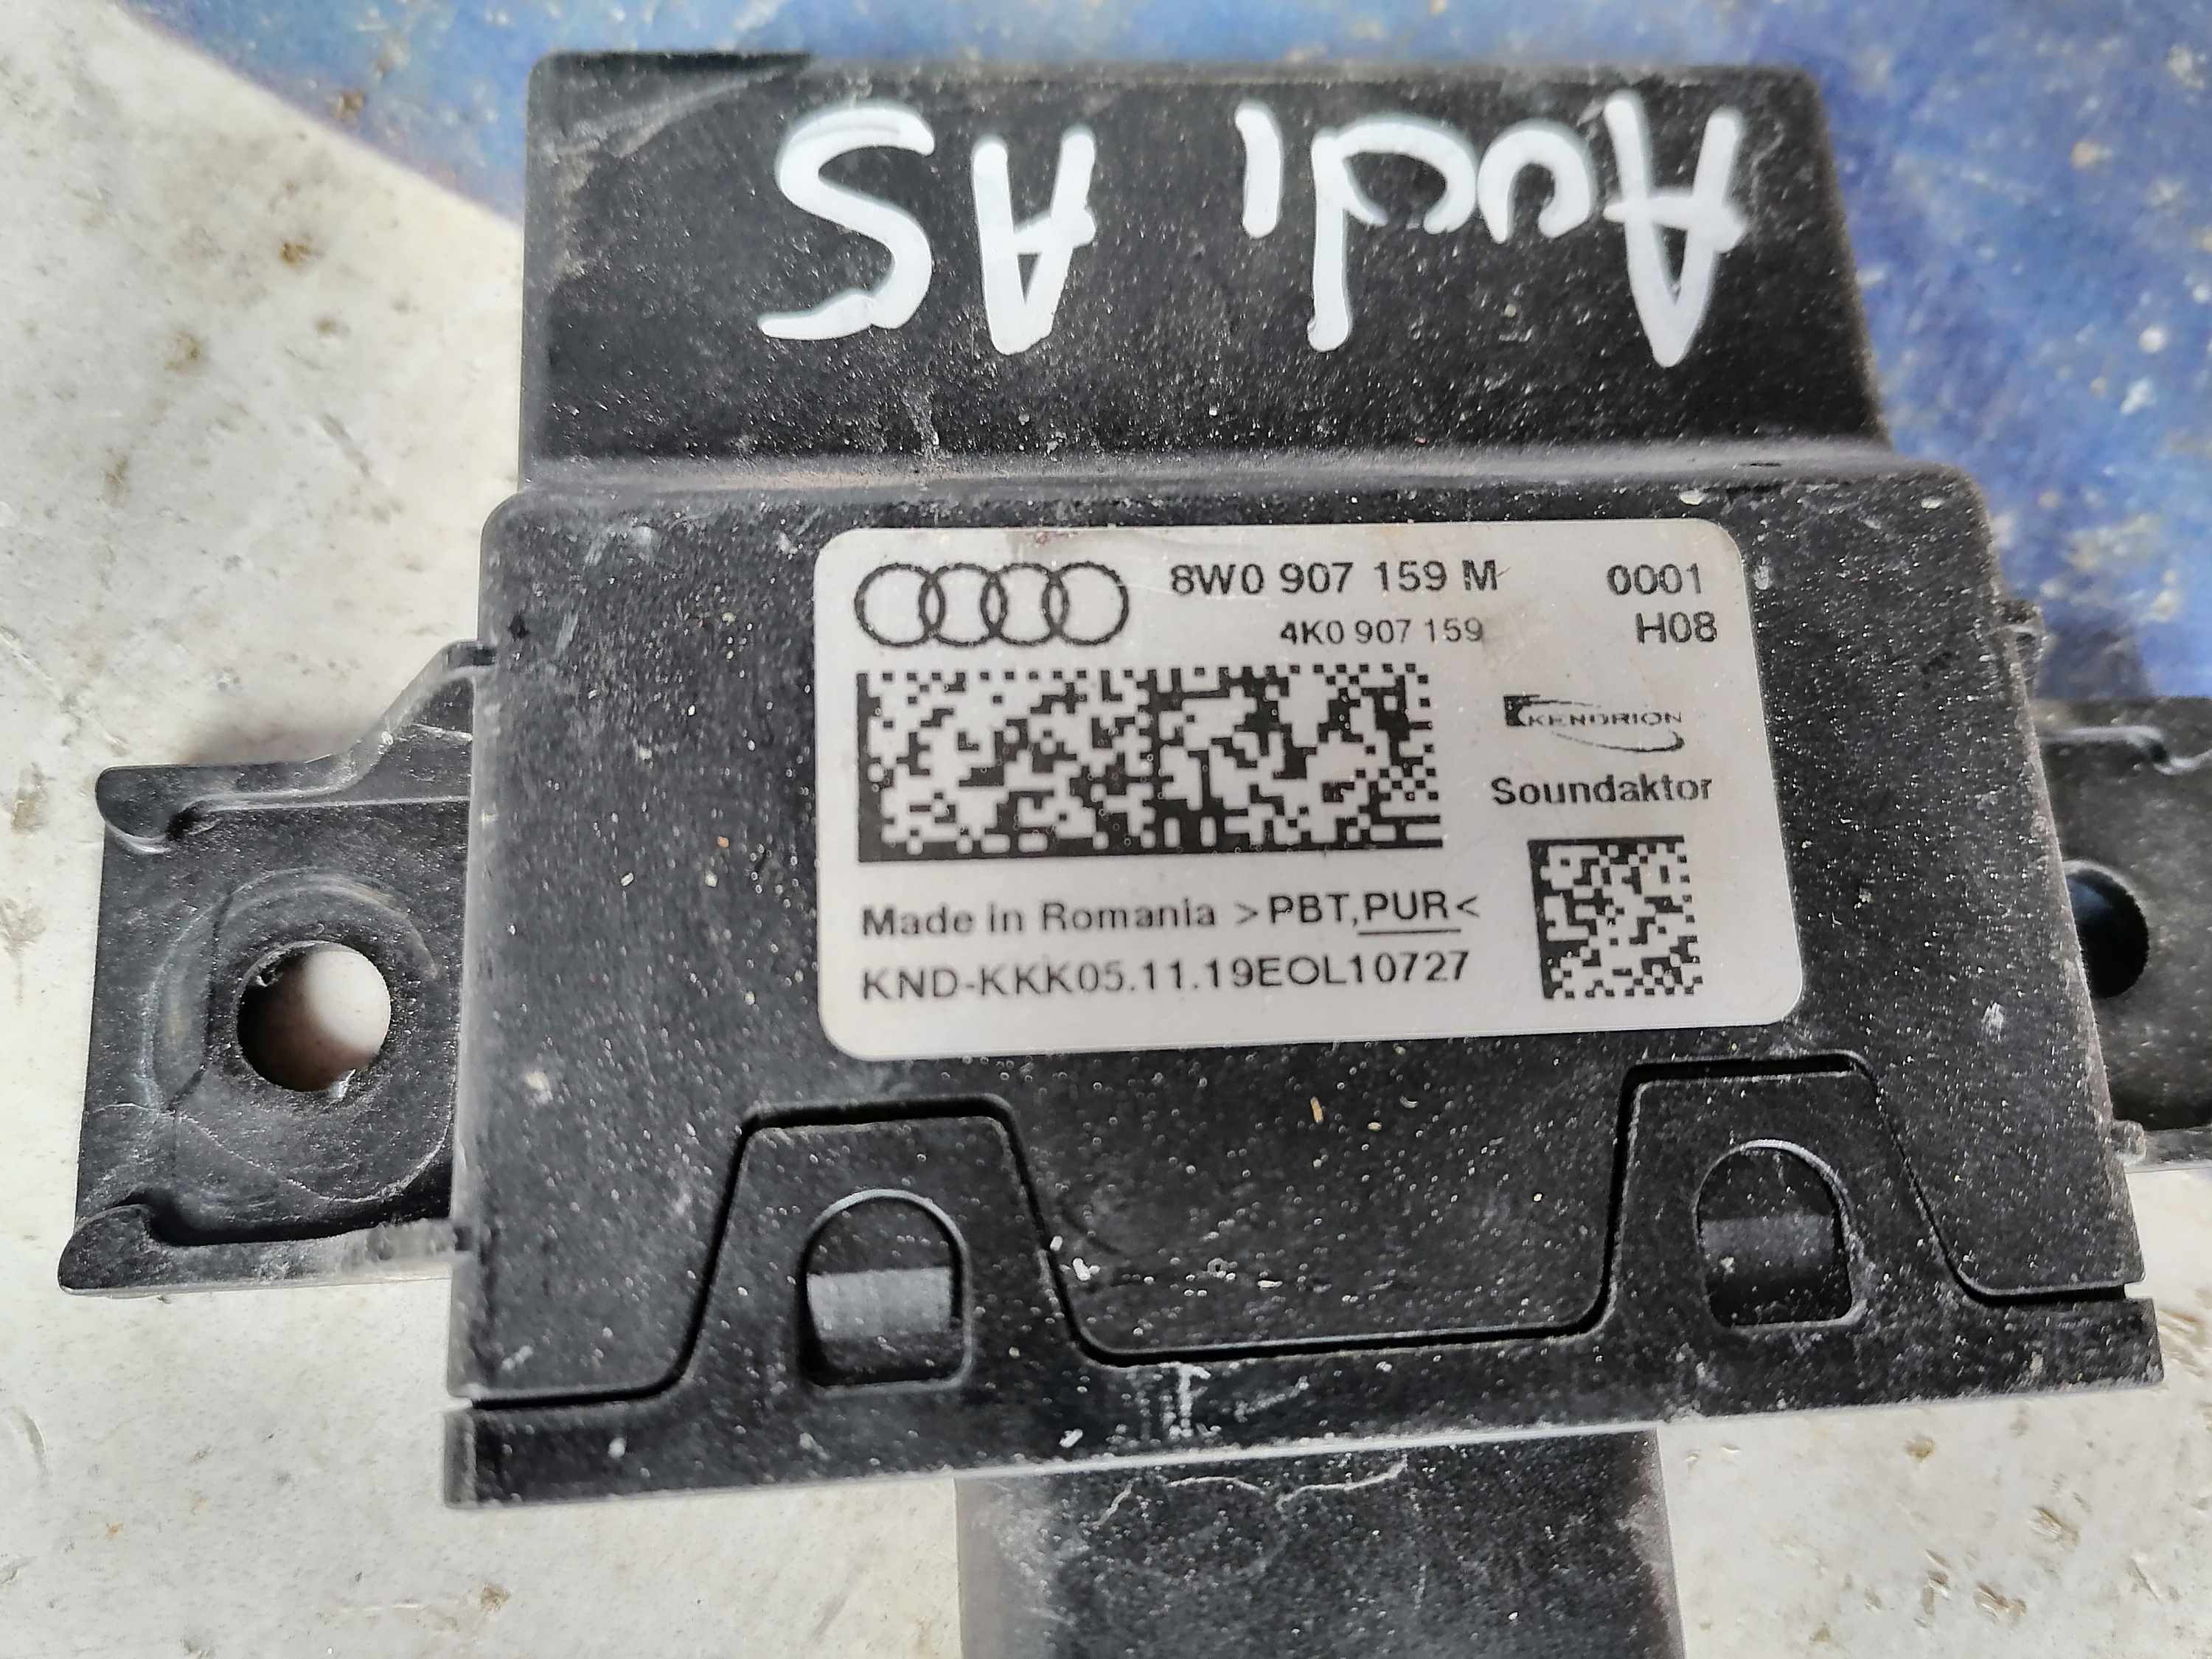 Audi A5
8W0 907 159 M 0001
4K0 907 159 H08
KENDRION
Soundaktor
Made in Romania >PBT,PUR<
KND-KKK05.11.19EOL10727